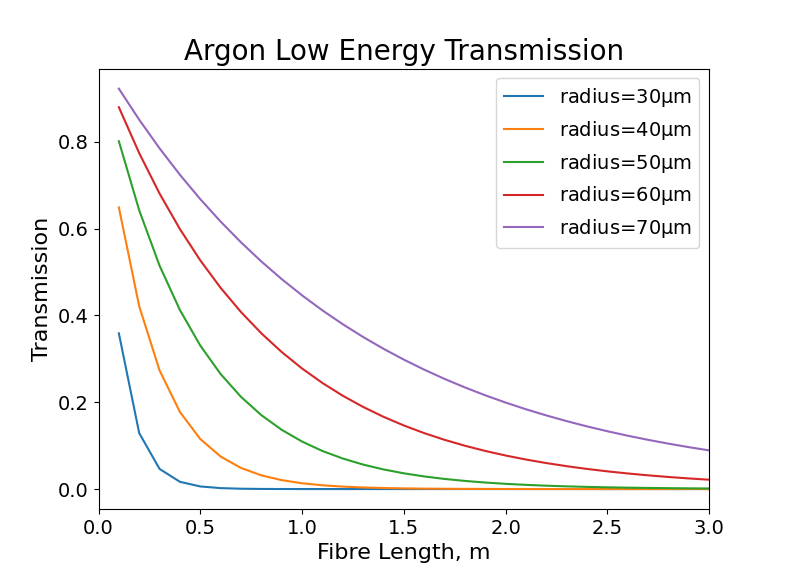 Argon Low Energy Transmission
radius=30μm
radius=40μm
radius=50μm
radius=60μm
radius=70μm
Transmission
0.8
0.6
0.4
0.2
0.0
0.0 0.5 1.0 1.5 2.0 2.5 3.0
Fibre Length, m